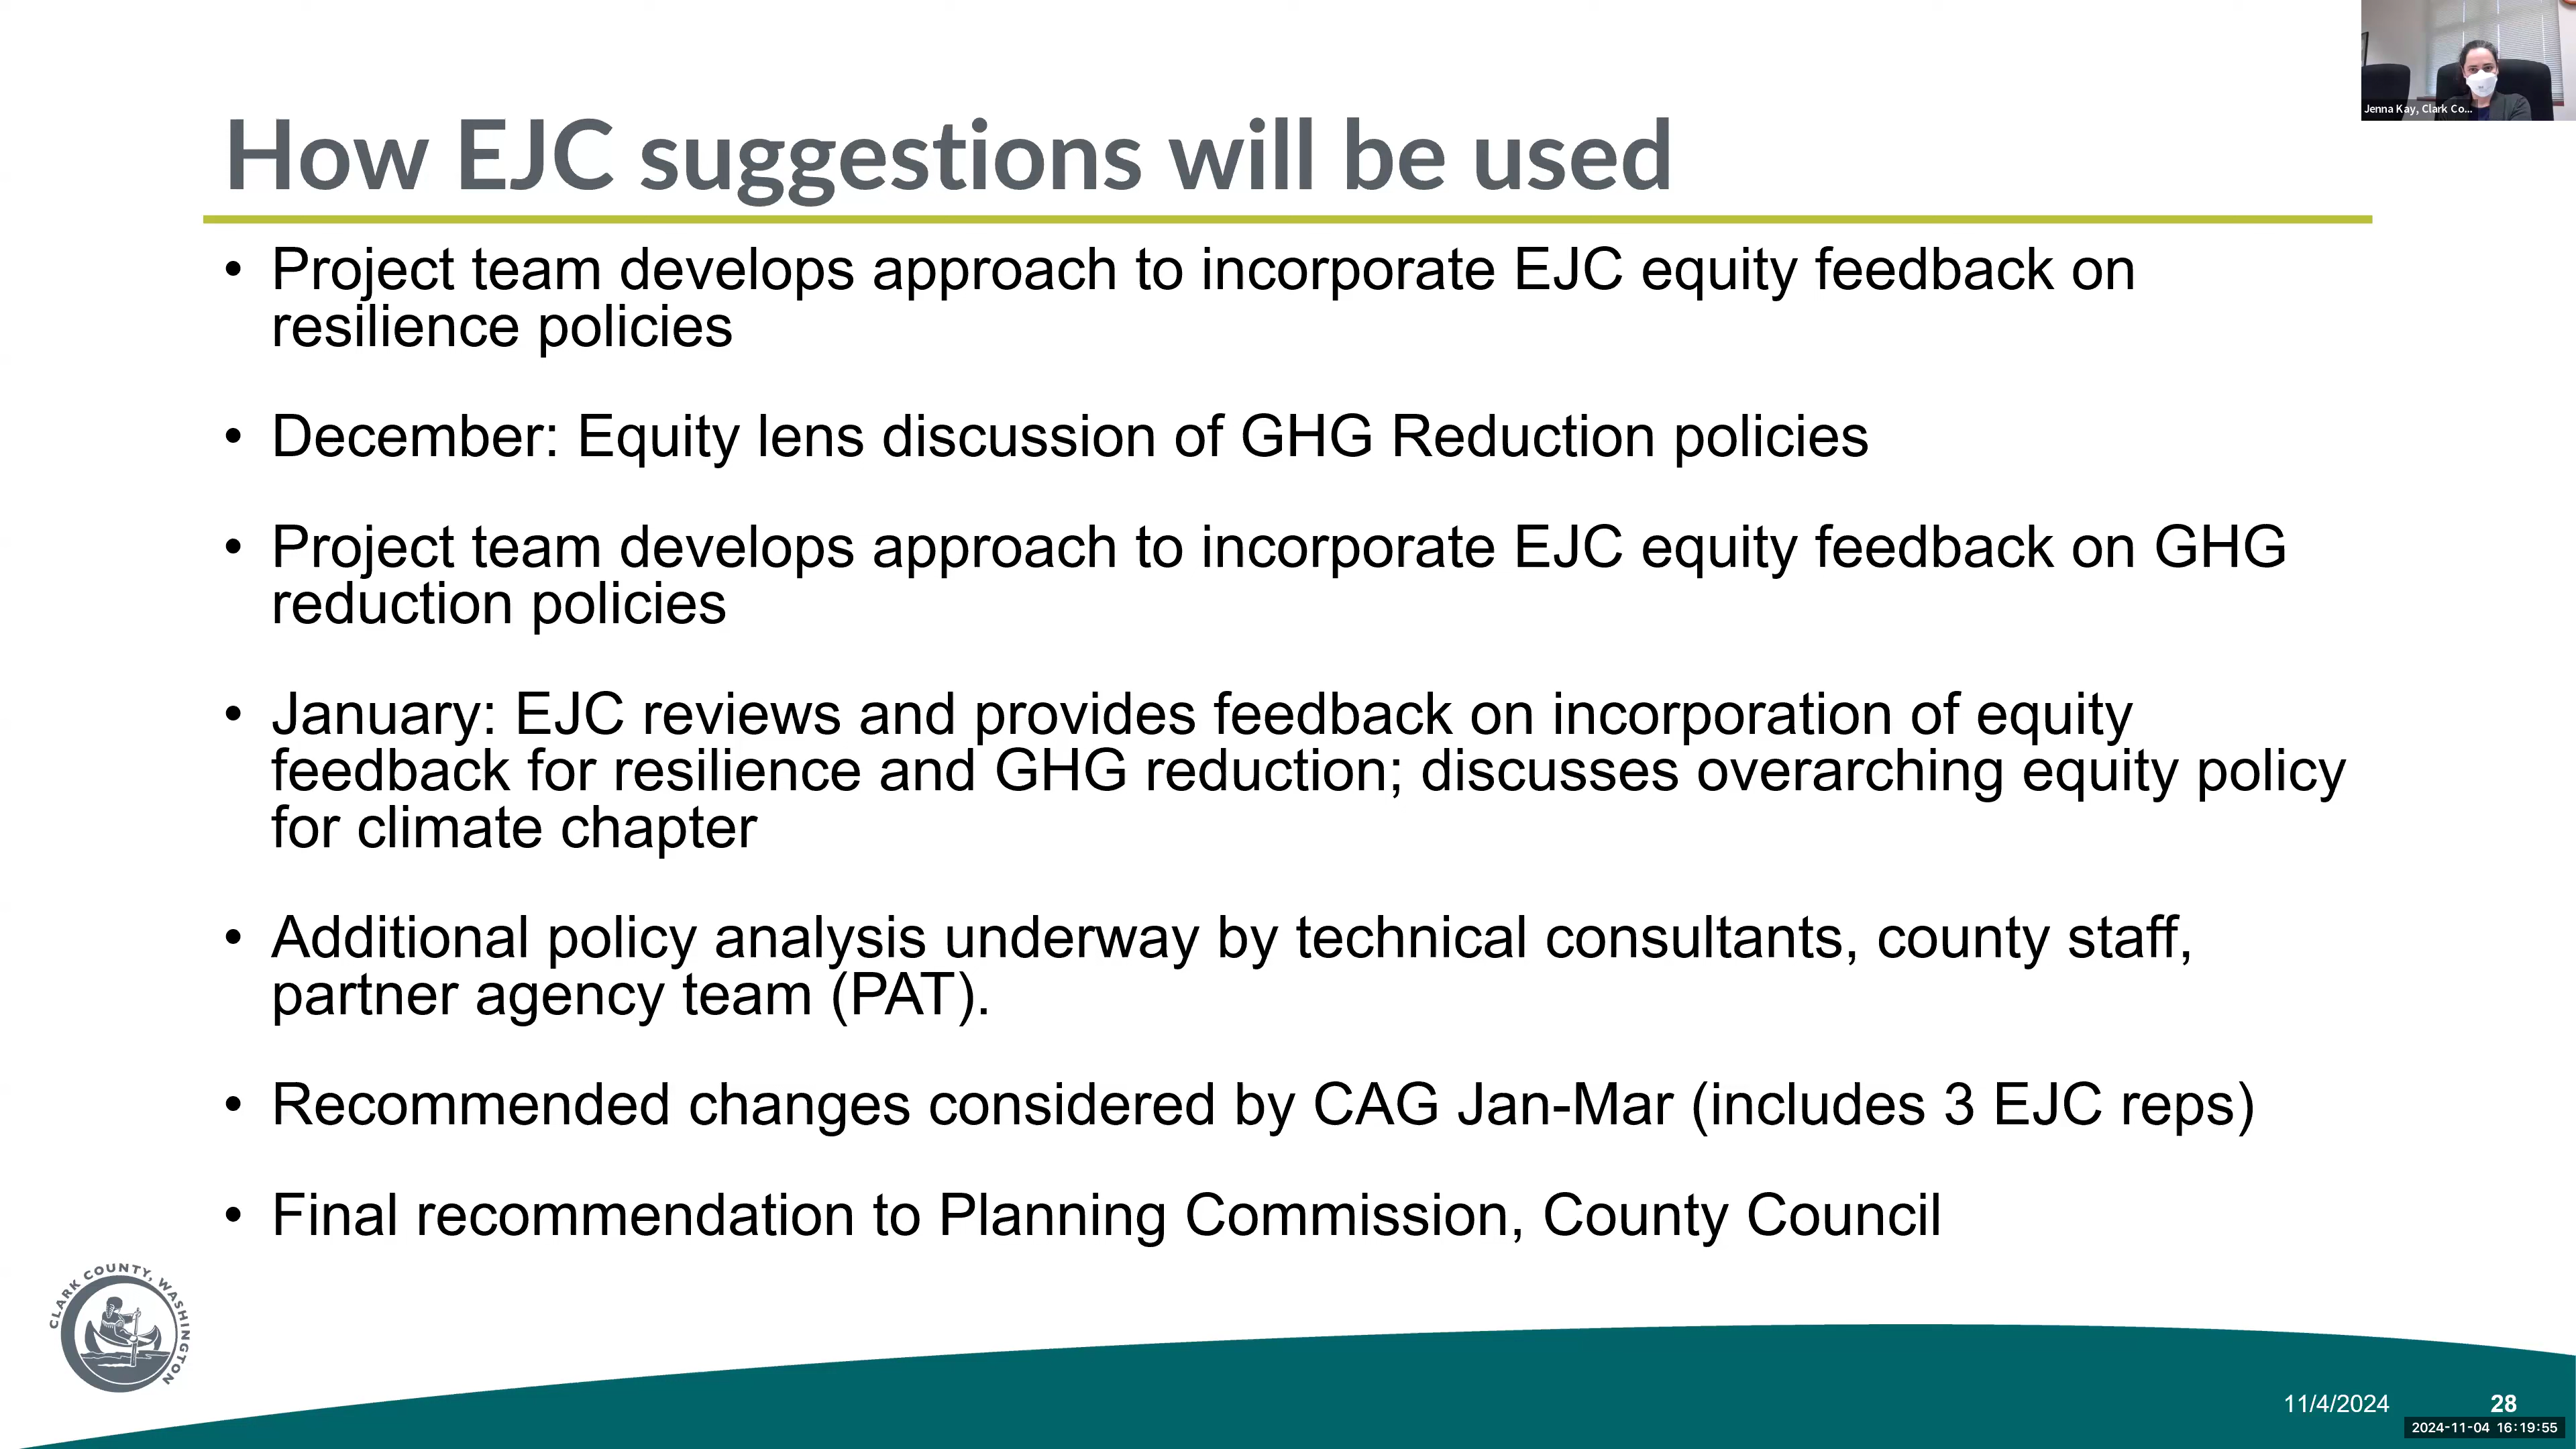 Jenna Kay, Clark Co...
How EJC suggestions will be used
• Project team develops approach to incorporate EJC equity feedback on
resilience policies
• December: Equity lens discussion of GHG Reduction policies
• Project team develops approach to incorporate EJC equity feedback on GHG
reduction policies
• January: EJC reviews and provides feedback on incorporation of equity
feedback for resilience and GHG reduction; discusses overarching equity policy
for climate chapter
• Additional policy analysis underway by technical consultants, county staff,
partner agency team (PAT).
• Recommended changes considered by CAG Jan-Mar (includes 3 EJC reps)
• Final recommendation to Planning Commission, County Council
CLARK COUNTY, WASHINGTON
11/4/2024
28
2024-11-04 16:19:55